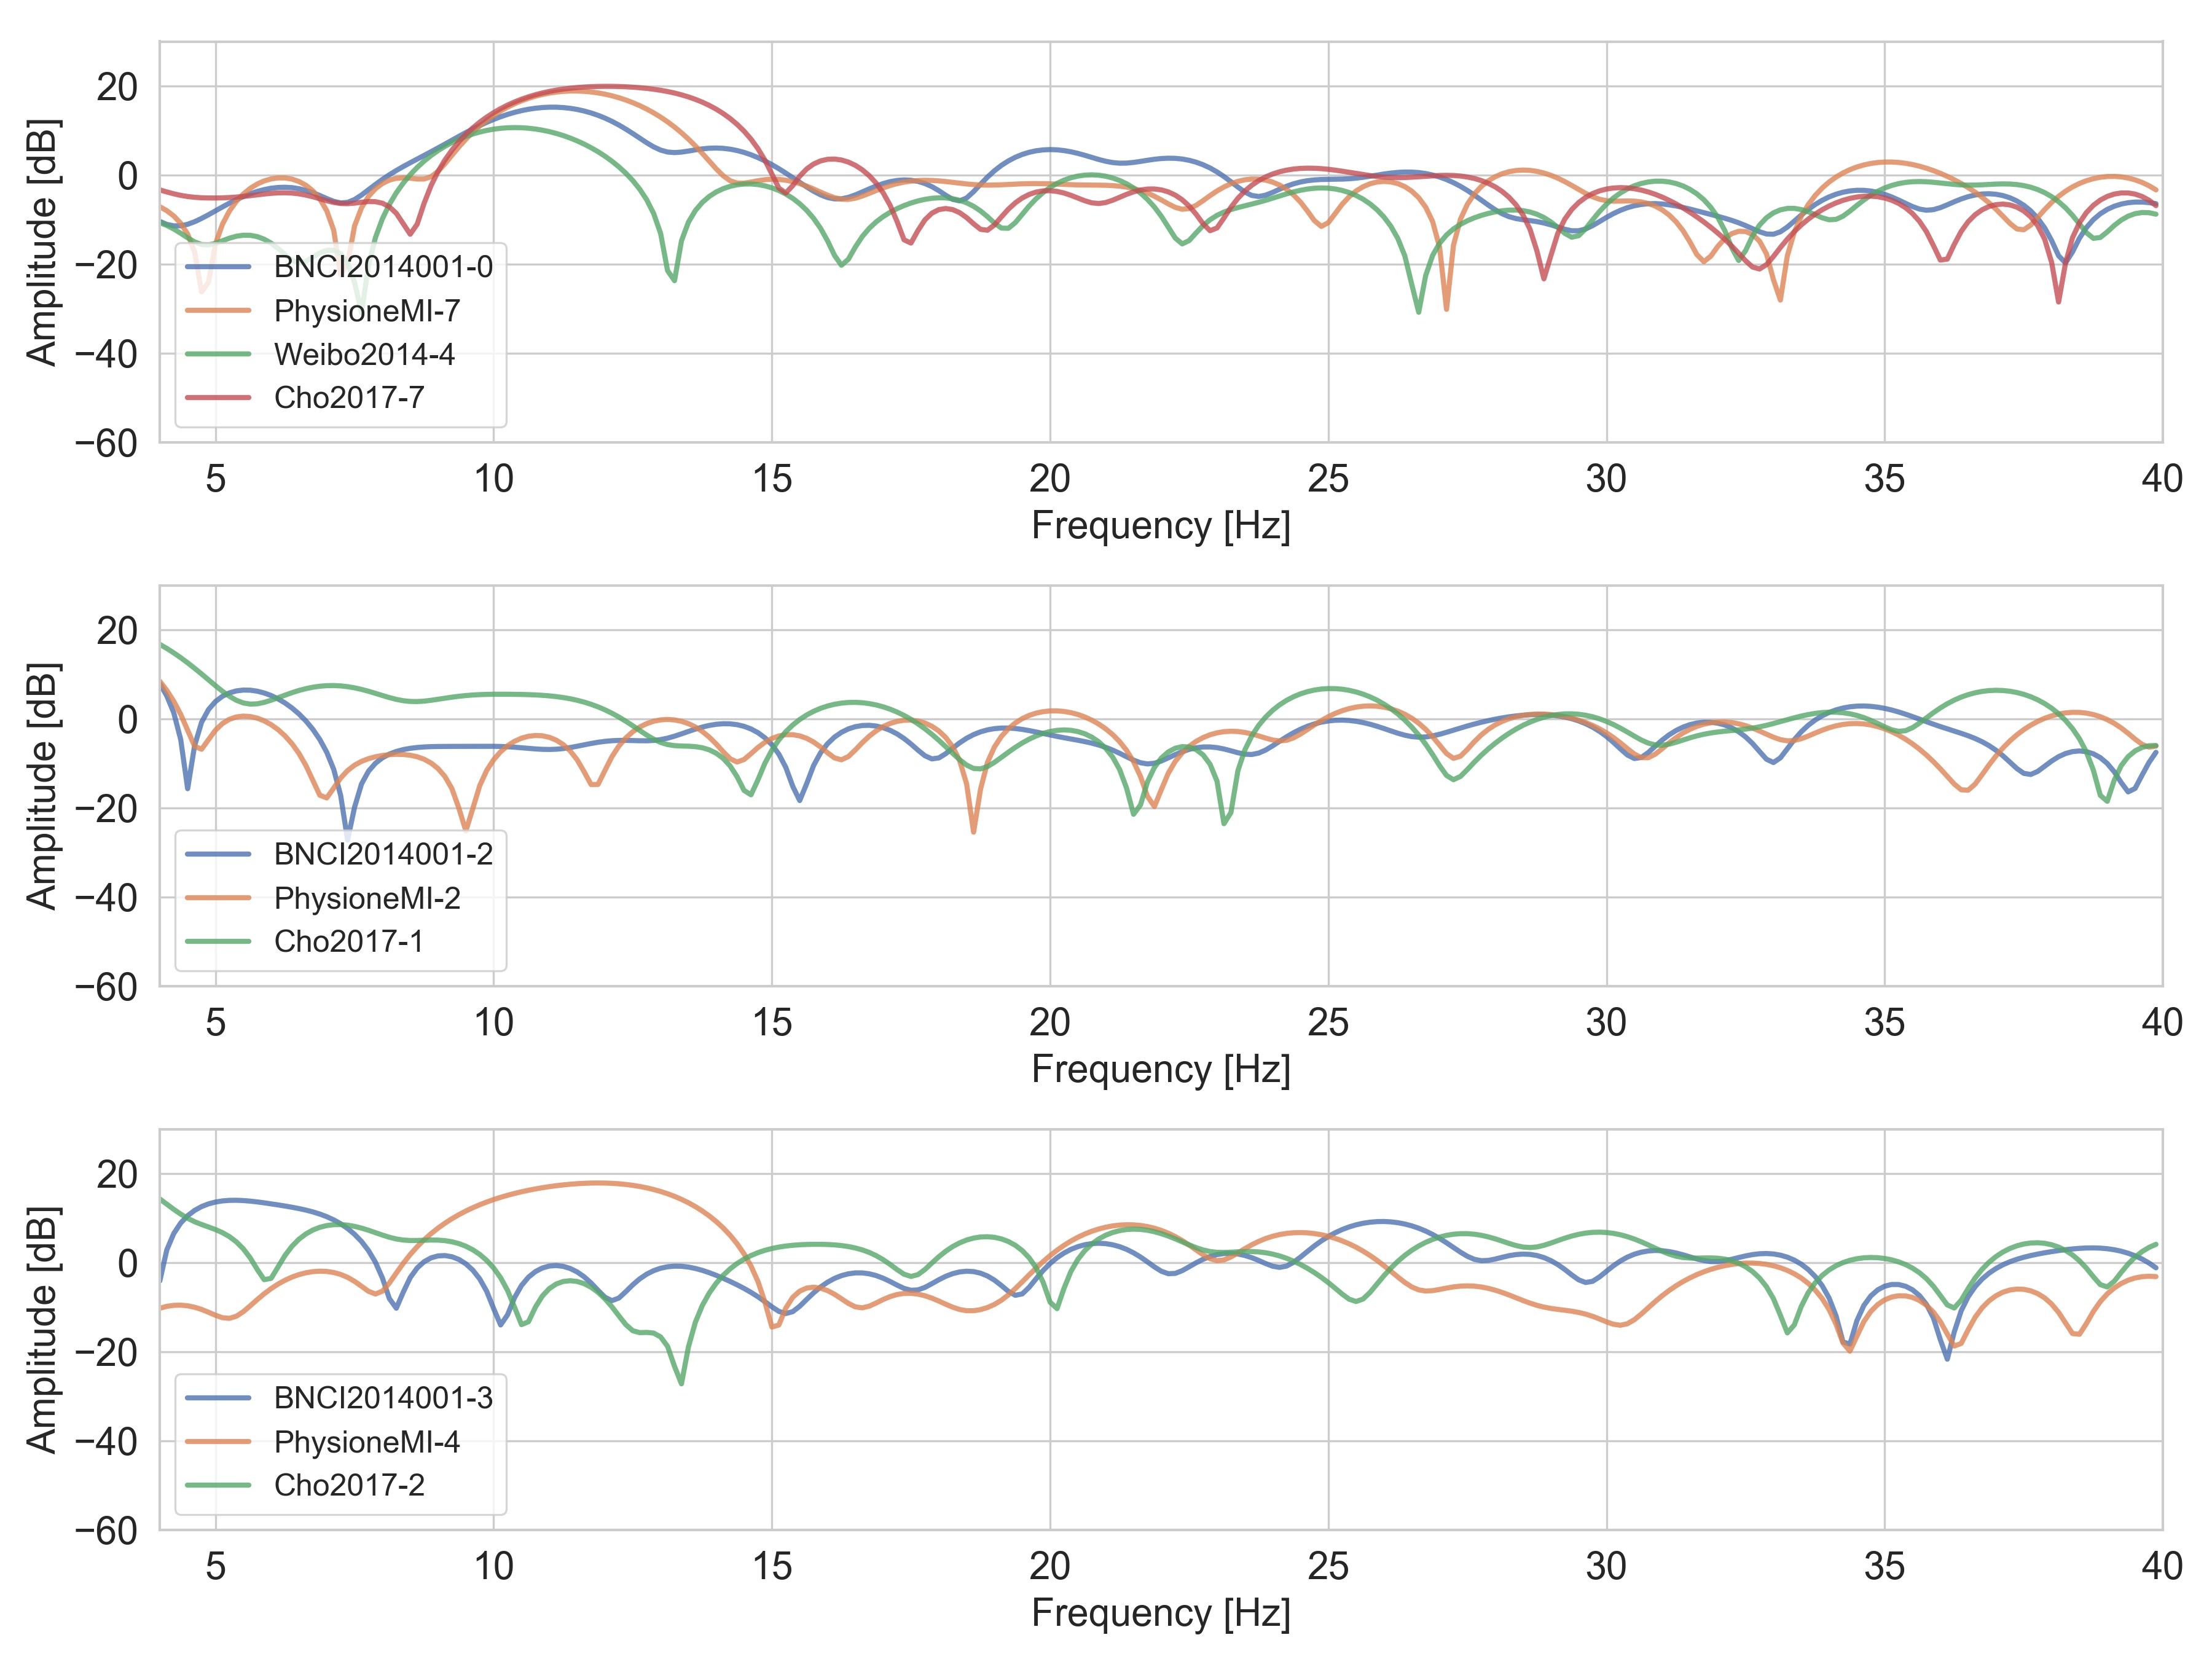 Amplitude [dB]
20
0
−20
−40
−60
BNCI2014001-0
PhysioneMI-7
Weibo2014-4
Cho2017-7
5 10 15 20 25 30 35 40
Frequency [Hz]
Amplitude [dB]
20
0
−20
−40
−60
BNCI2014001-2
PhysioneMI-2
Cho2017-1
5 10 15 20 25 30 35 40
Frequency [Hz]
Amplitude [dB]
20
0
−20
−40
−60
BNCI2014001-3
PhysioneMI-4
Cho2017-2
5 10 15 20 25 30 35 40
Frequency [Hz]